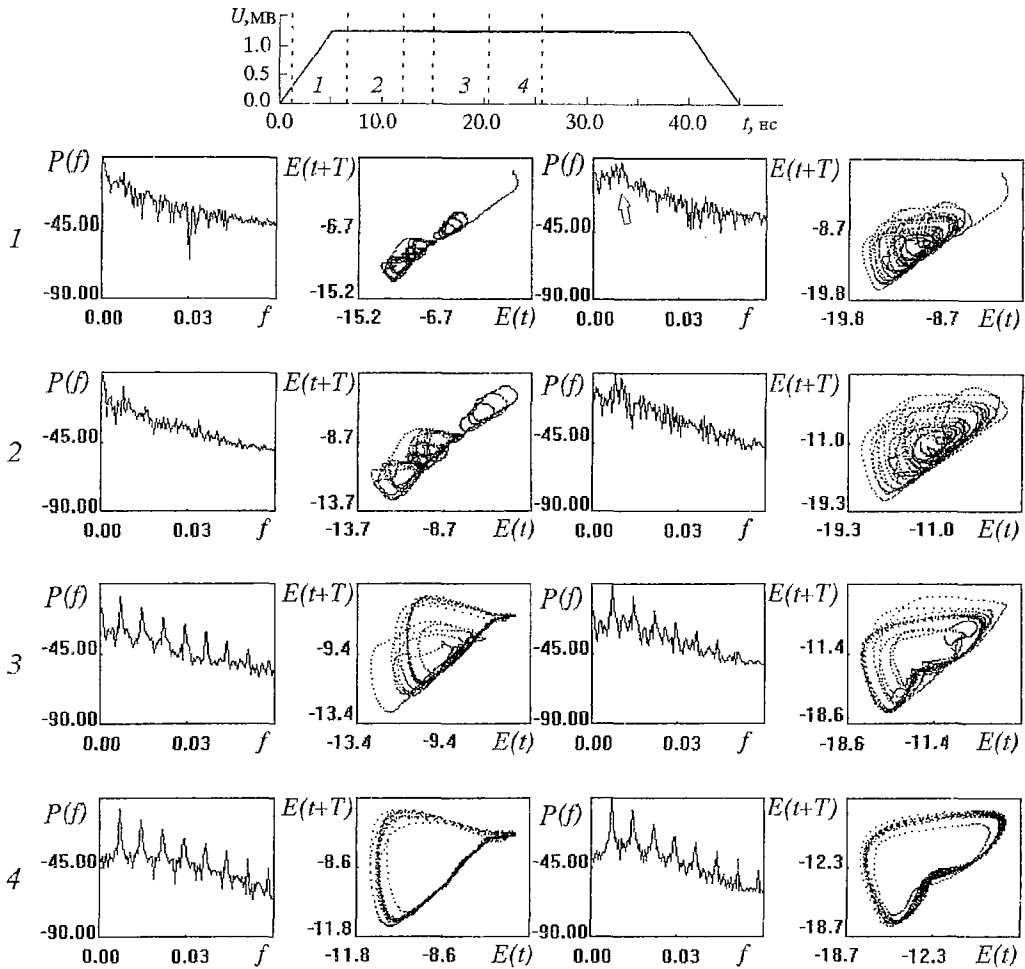 U,МВ
1.0
0.5
0.0
1 2 3 4
0.0 10.0 20.0 30.0 40.0 t, нс
1
P(f) E(t+T) P(f) E(t+T)
-45.00 -6.7 -45.00 -8.7
-90.00 -15.2 -90.00 -19.8
0.00 0.03 f -15.2 -6.7 E(t) 0.00 0.03 f -19.8 -8.7 E(t)
2
P(f) E(t+T) P(f) E(t+T)
-45.00 -8.7 -45.00 -11.0
-90.00 -13.7 -90.00 -19.3
0.00 0.03 f -13.7 -8.7 E(t) 0.00 0.03 f -19.3 -11.0 E(t)
3
P(f) E(t+T) P(f) E(t+T)
-45.00 -9.4 -45.00 -11.4
-90.00 -13.4 -90.00 -18.6
0.00 0.03 f -13.4 -9.4 E(t) 0.00 0.03 f -18.6 -11.4 E(t)
4
P(f) E(t+T) P(f) E(t+T)
-45.00 -8.6 -45.00 -12.3
-90.00 -11.8 -90.00 -18.7
0.00 0.03 f -11.8 -8.6 E(t) 0.00 0.03 f -18.7 -12.3 E(t)